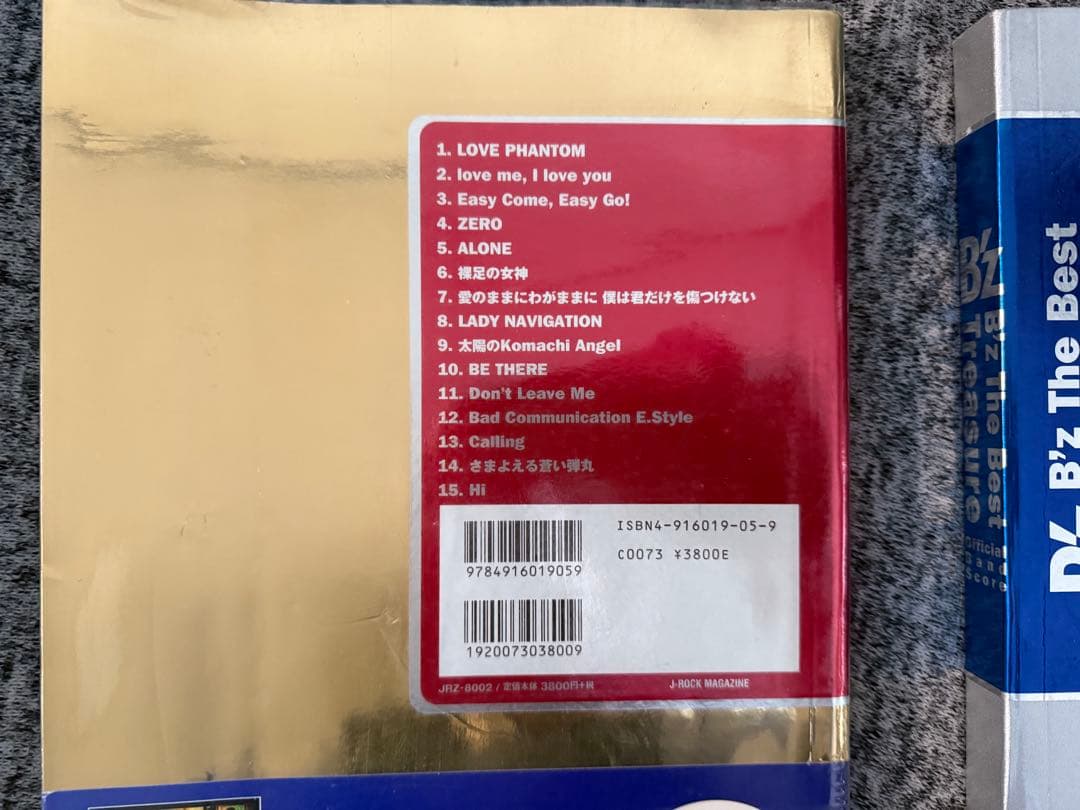 1. LOVE PHANTOM
2. love me, I love you
3. Easy Come, Easy Go!
4. ZERO
5. ALONE
6. 裸足の女神
7. 愛のままにわがままに 僕は君だけを傷つけない
8. LADY NAVIGATION
9. 太陽のKomachi Angel
10. BE THERE
11. Don't Leave Me
12. Bad Communication E.Style
13. Calling
14. さまよえる蒼い弾丸
15. Hi
ISBN4-916019-05-9
C0073 ¥3800E
9784916019059
1920073038009
JRZ-8002 / 定価本体 3800円+税
J-ROCK MAGAZINE
B'z
B'z The Best
Treasure
Official
Band
Score
B'z The Best